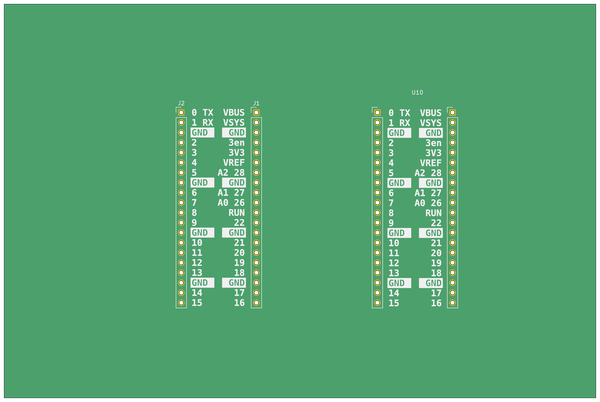 U10
J2 J1
0 TX VBUS 0 TX VBUS
1 RX VSYS 1 RX VSYS
GND GND GND GND
2 3en 2 3en
3 3V3 3 3V3
4 VREF 4 VREF
5 A2 28 5 A2 28
GND GND GND GND
6 A1 27 6 A1 27
7 A0 26 7 A0 26
8 RUN 8 RUN
9 22 9 22
GND GND GND GND
10 21 10 21
11 20 11 20
12 19 12 19
13 18 13 18
GND GND GND GND
14 17 14 17
15 16 15 16